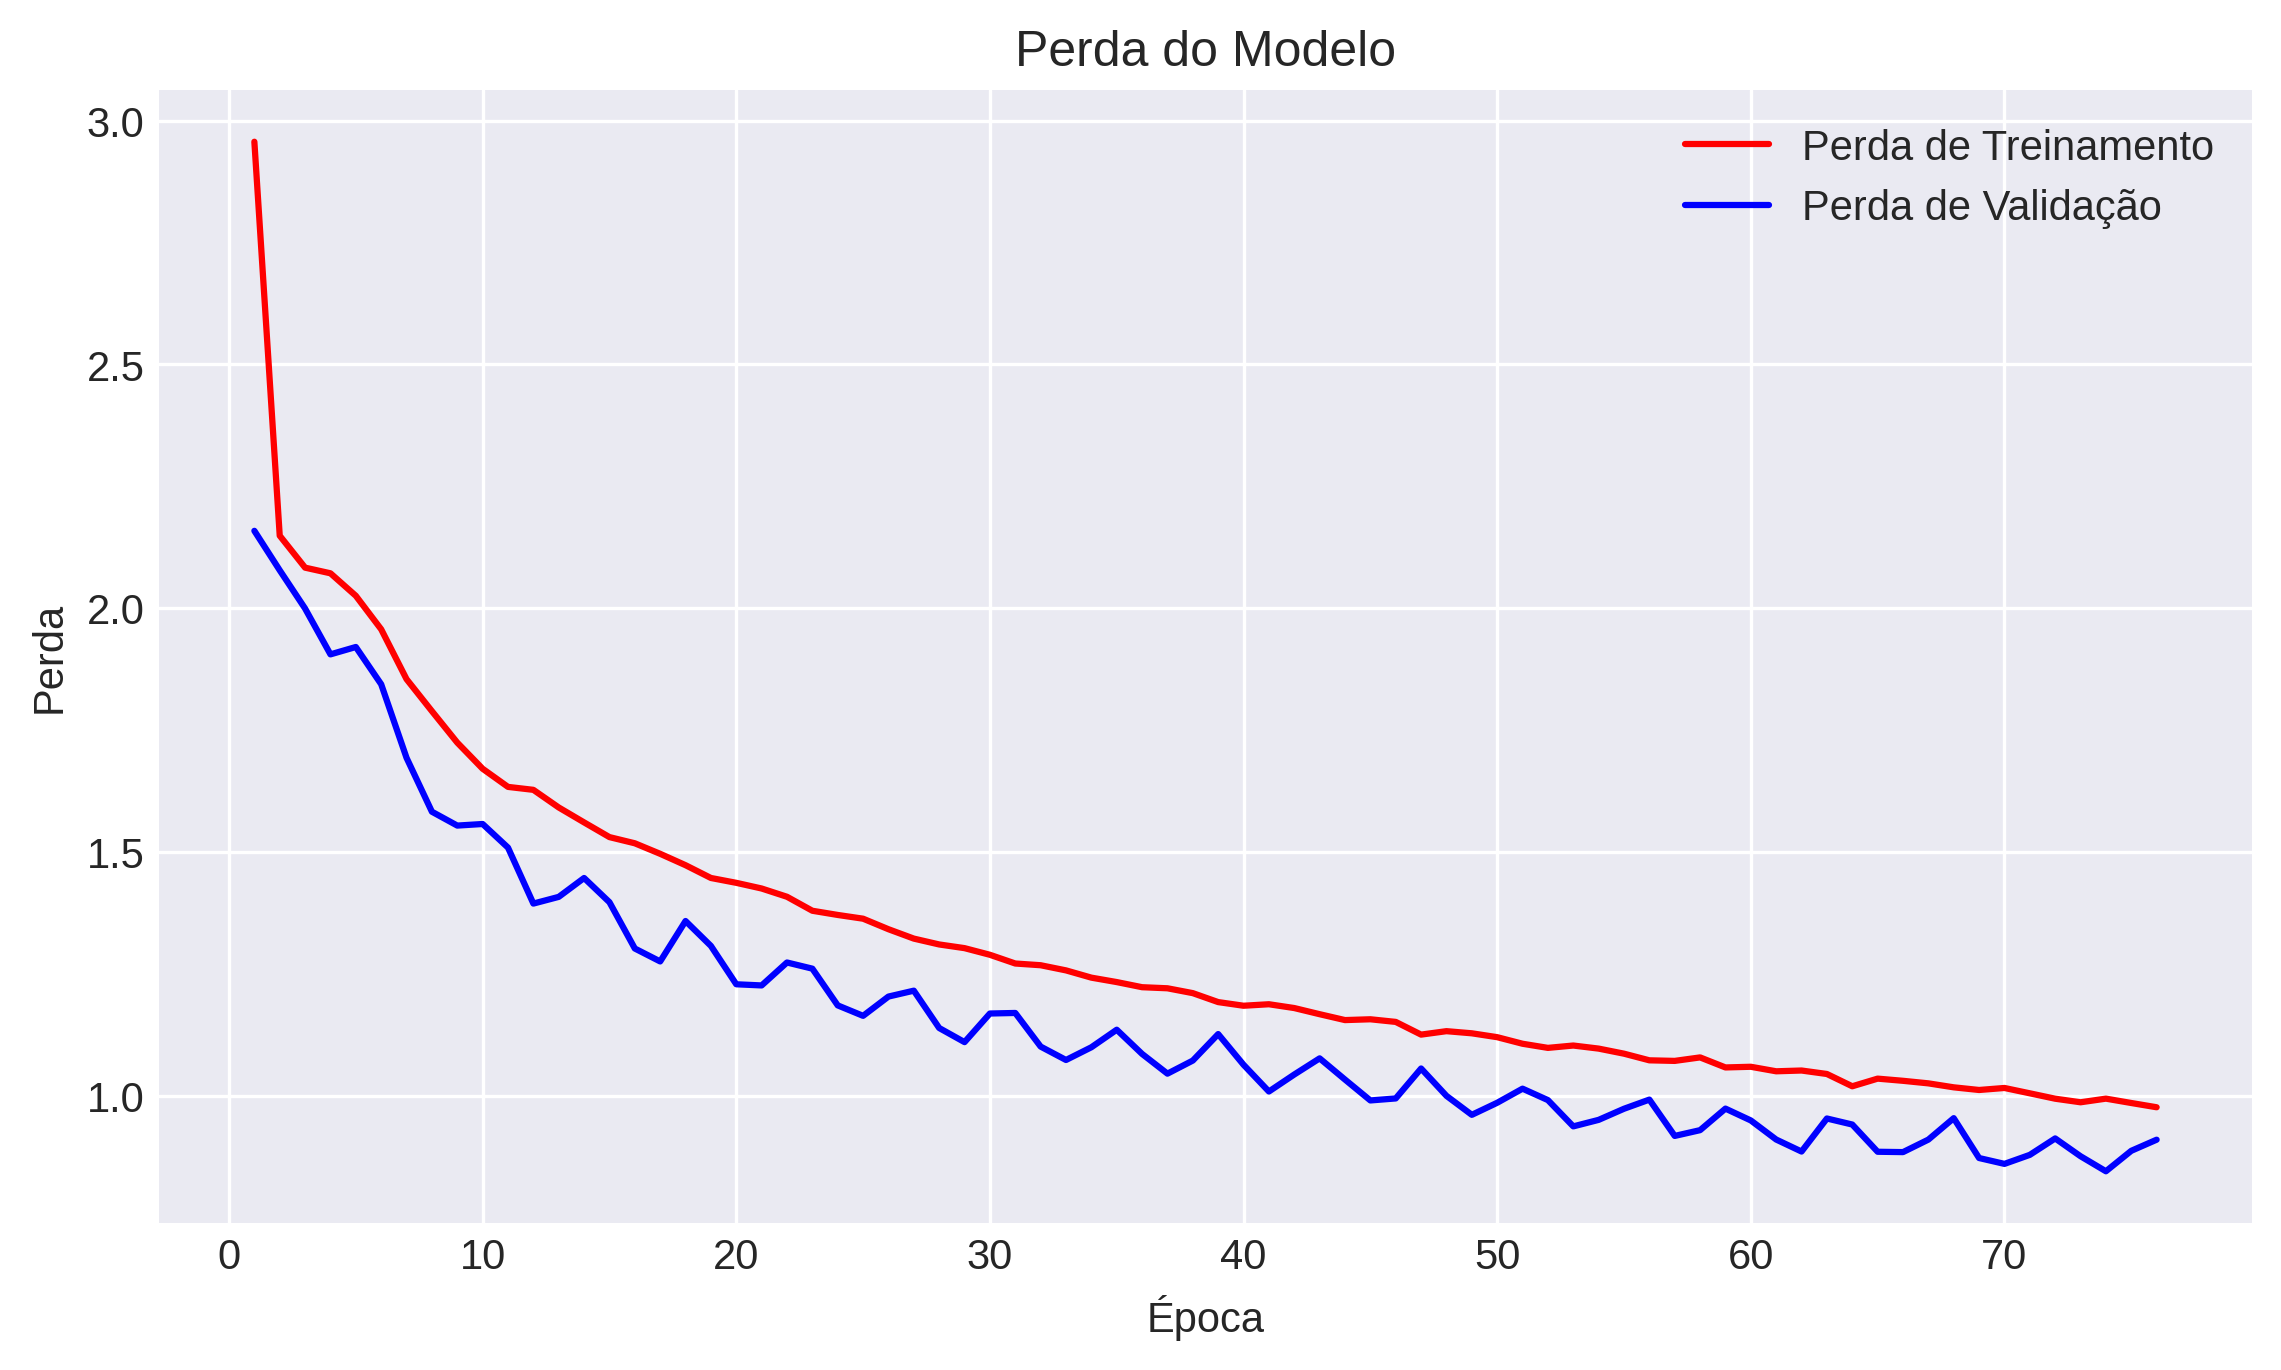 Perda do Modelo
3.0
Perda de Treinamento
Perda de Validação
2.5
2.0
Perda
1.5
1.0
0 10 20 30 40 50 60 70
Época